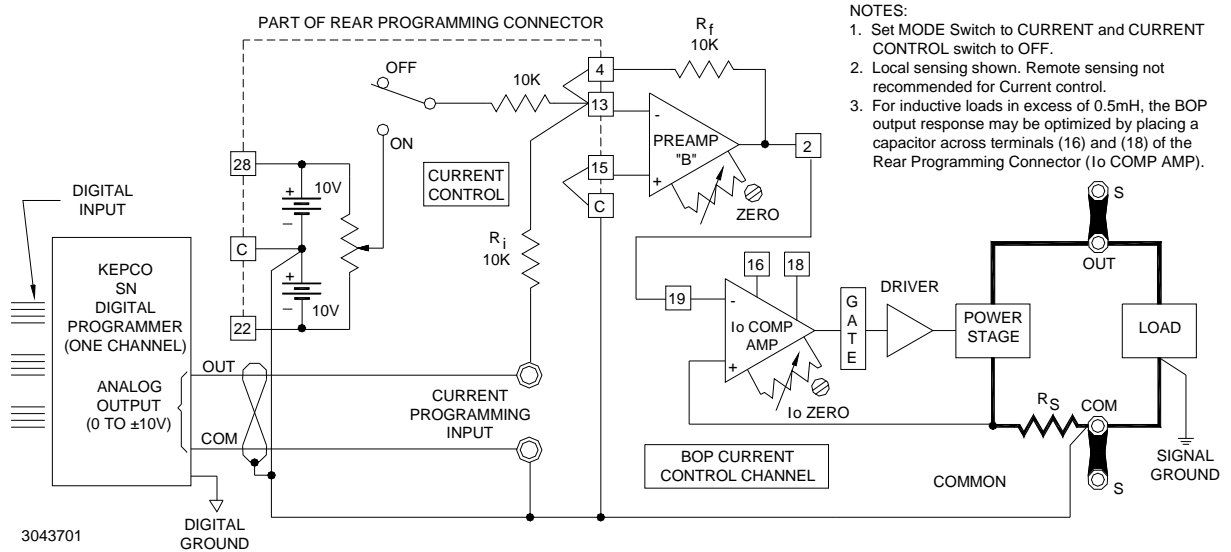 PART OF REAR PROGRAMMING CONNECTOR
NOTES:
1. Set MODE Switch to CURRENT and CURRENT
CONTROL switch to OFF.
2. Local sensing shown. Remote sensing not
recommended for Current control.
3. For inductive loads in excess of 0.5mH, the BOP
output response may be optimized by placing a
capacitor across terminals (16) and (18) of the
Rear Programming Connector (Io COMP AMP).
Rf
10K
OFF
10K
4
13
ON
-
PREAMP
"B"
+
2
28
15
C
CURRENT
CONTROL
ZERO
+
10V
–
C
+
10V
–
22
DIGITAL
INPUT
KEPCO
SN
DIGITAL
PROGRAMMER
(ONE CHANNEL)
ANALOG
OUTPUT
(0 TO ±10V)
OUT
COM
Ri
10K
CURRENT
PROGRAMMING
INPUT
16
18
19
-
Io COMP
AMP
+
Io ZERO
GATE
DRIVER
POWER
STAGE
S
OUT
LOAD
RS
COM
S
SIGNAL
GROUND
BOP CURRENT
CONTROL CHANNEL
COMMON
DIGITAL
GROUND
3043701